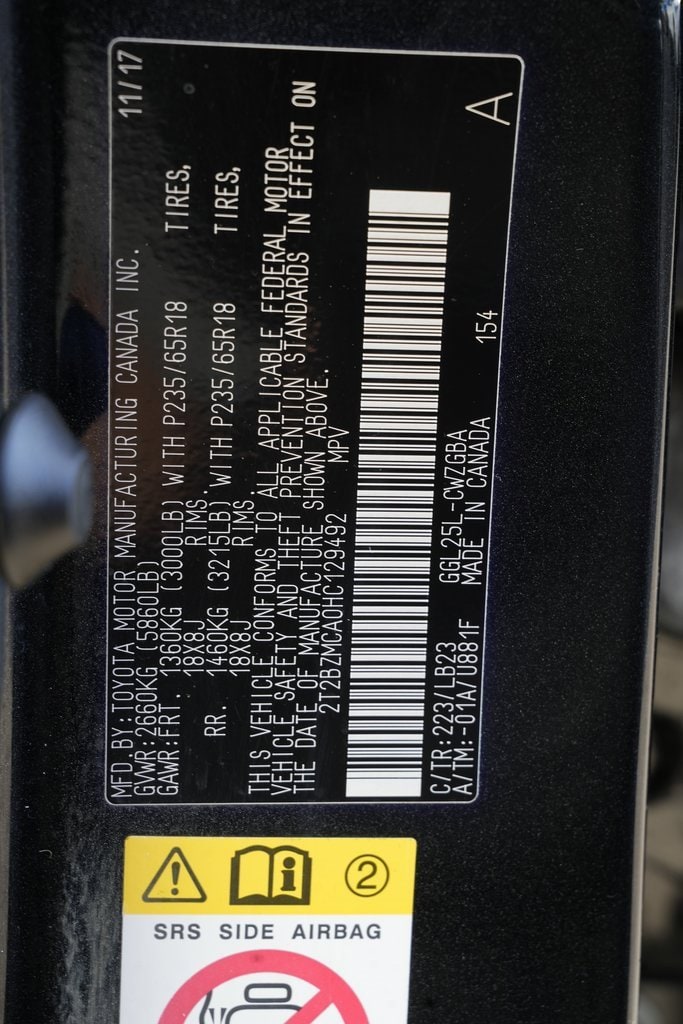 MFD.BY:TOYOTA MOTOR MANUFACTURING CANADA INC. 11/17
GVWR:2660KG (5860LB)
GAWR:FRT. 1360KG (3000LB) WITH P235/65R18 TIRES,
18X8J RIMS.
RR. 1460KG (3215LB) WITH P235/65R18 TIRES,
18X8J RIMS.
THIS VEHICLE CONFORMS TO ALL APPLICABLE FEDERAL MOTOR
VEHICLE SAFETY AND THEFT PREVENTION STANDARDS IN EFFECT ON
THE DATE OF MANUFACTURE SHOWN ABOVE.
2T2BZMCA0HC129492 MPV
C/TR:223/LB23 GGL25L-CWZGBA 154
A/TM:-01A/U881F MADE IN CANADA A
2
SRS SIDE AIRBAG